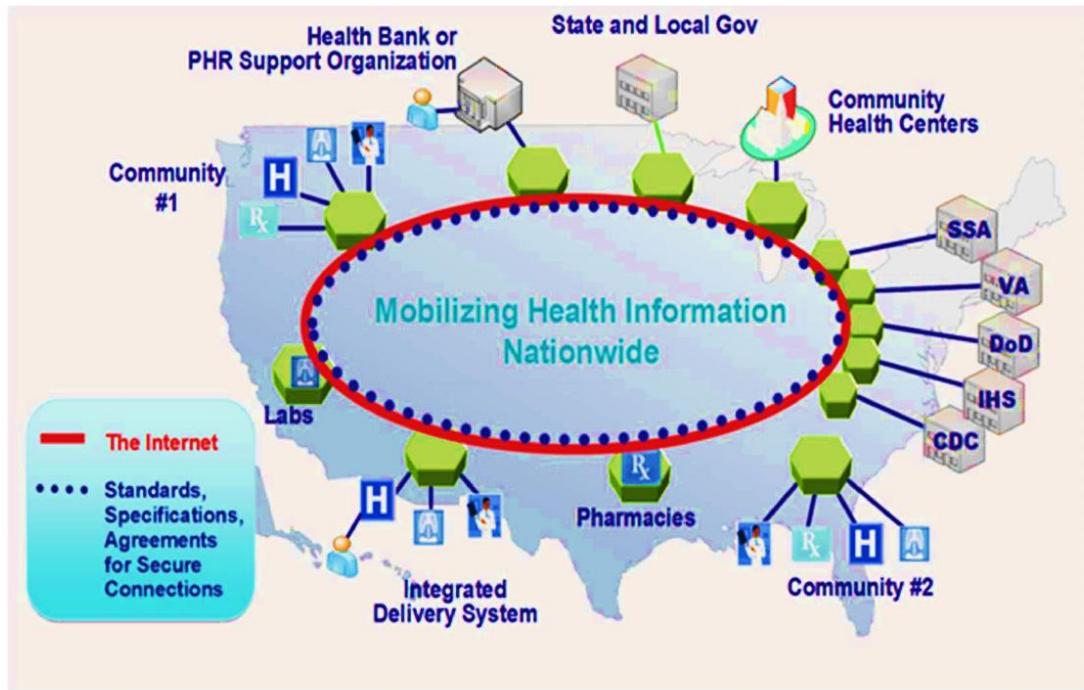 State and Local Gov
Health Bank or
PHR Support Organization
Community
Health Centers
Community
#1
H
Rx
SSA
VA
DoD
IHS
CDC
Mobilizing Health Information
Nationwide
Labs
The Internet
Standards,
Specifications,
Agreements
for Secure
Connections
H
Integrated
Delivery System
Rx
Pharmacies
Rx
H
Community #2